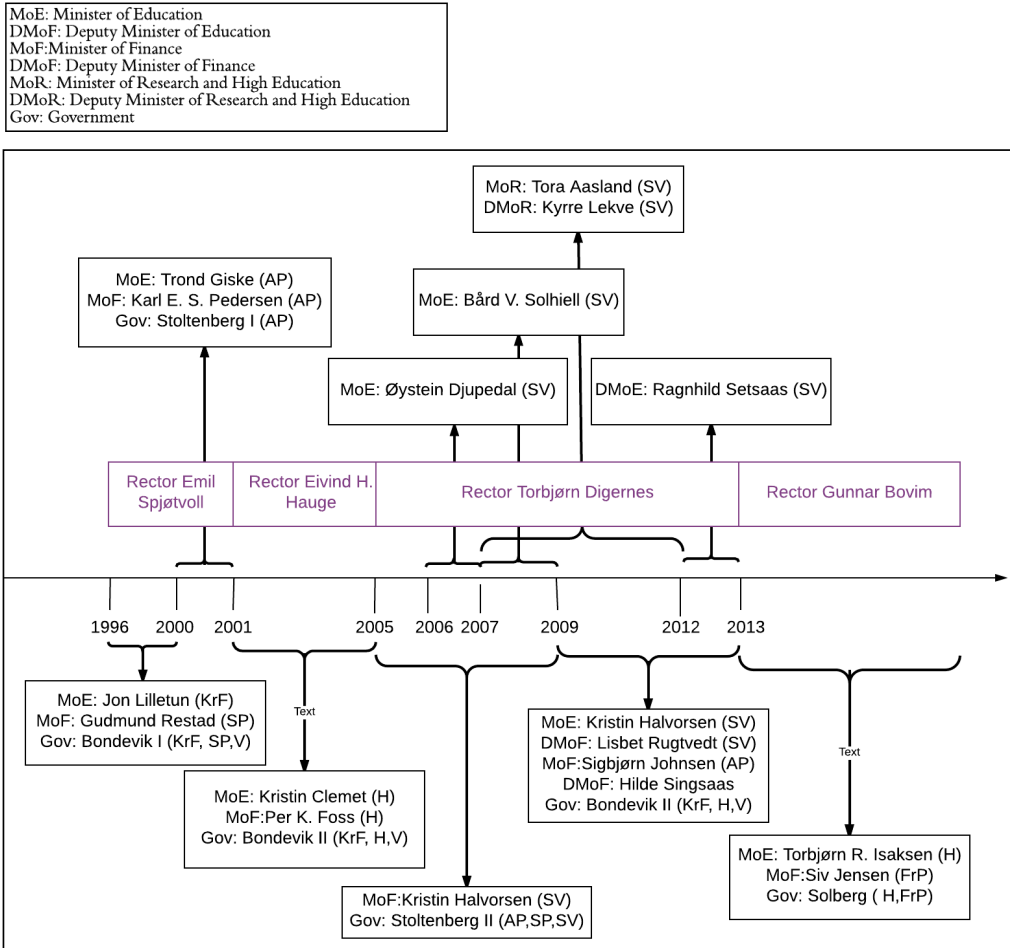 MoE: Minister of Education
DMoF: Deputy Minister of Education
MoF:Minister of Finance
DMoF: Deputy Minister of Finance
MoR: Minister of Research and High Education
DMoR: Deputy Minister of Research and High Education
Gov: Government
MoR: Tora Aasland (SV)
DMoR: Kyrre Lekve (SV)
MoE: Trond Giske (AP)
MoF: Karl E. S. Pedersen (AP)
Gov: Stoltenberg I (AP)
MoE: Bård V. Solhiell (SV)
MoE: Øystein Djupedal (SV)
DMoE: Ragnhild Setsaas (SV)
Rector Emil
Spjøtvoll
Rector Eivind H.
Hauge
Rector Torbjørn Digernes
Rector Gunnar Bovim
1996
2000
2001
2005
2006
2007
2009
2012
2013
MoE: Jon Lilletun (KrF)
MoF: Gudmund Restad (SP)
Gov: Bondevik I (KrF, SP,V)
Text
MoE: Kristin Clemet (H)
MoF:Per K. Foss (H)
Gov: Bondevik II (KrF, H,V)
MoF:Kristin Halvorsen (SV)
Gov: Stoltenberg II (AP,SP,SV)
MoE: Kristin Halvorsen (SV)
DMoF: Lisbet Rugtvedt (SV)
MoF:Sigbjørn Johnsen (AP)
DMoF: Hilde Singsaas
Gov: Bondevik II (KrF, H,V)
Text
MoE: Torbjørn R. Isaksen (H)
MoF:Siv Jensen (FrP)
Gov: Solberg ( H,FrP)